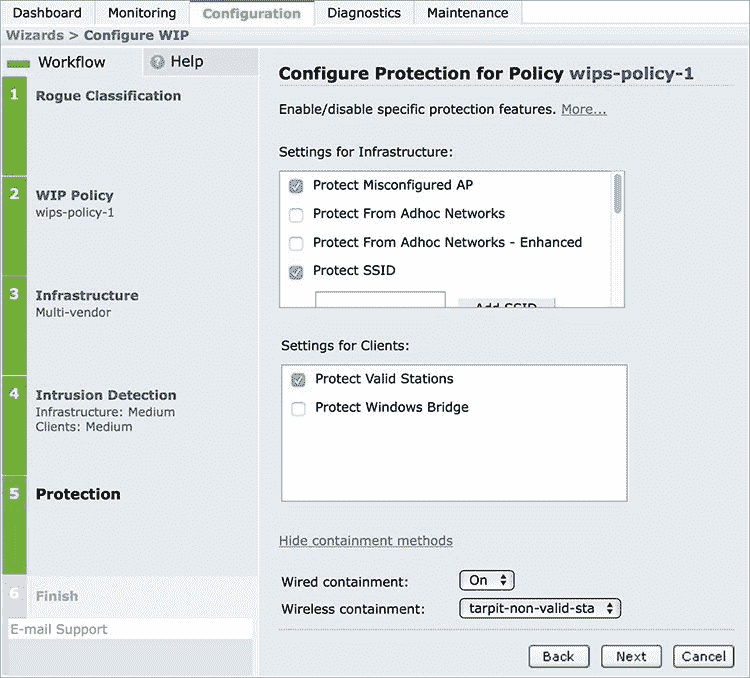 Dashboard Monitoring Configuration Diagnostics Maintenance
Wizards > Configure WIP
Workflow ? Help
1 Rogue Classification
2 WIP Policy
wips-policy-1
3 Infrastructure
Multi-vendor
4 Intrusion Detection
Infrastructure: Medium
Clients: Medium
5 Protection
6 Finish
E-mail Support
Configure Protection for Policy wips-policy-1
Enable/disable specific protection features. More...
Settings for Infrastructure:
Protect Misconfigured AP
Protect From Adhoc Networks
Protect From Adhoc Networks - Enhanced
Protect SSID
Add SSID
Settings for Clients:
Protect Valid Stations
Protect Windows Bridge
Hide containment methods
Wired containment: On
Wireless containment: tarpit-non-valid-sta
Back Next Cancel